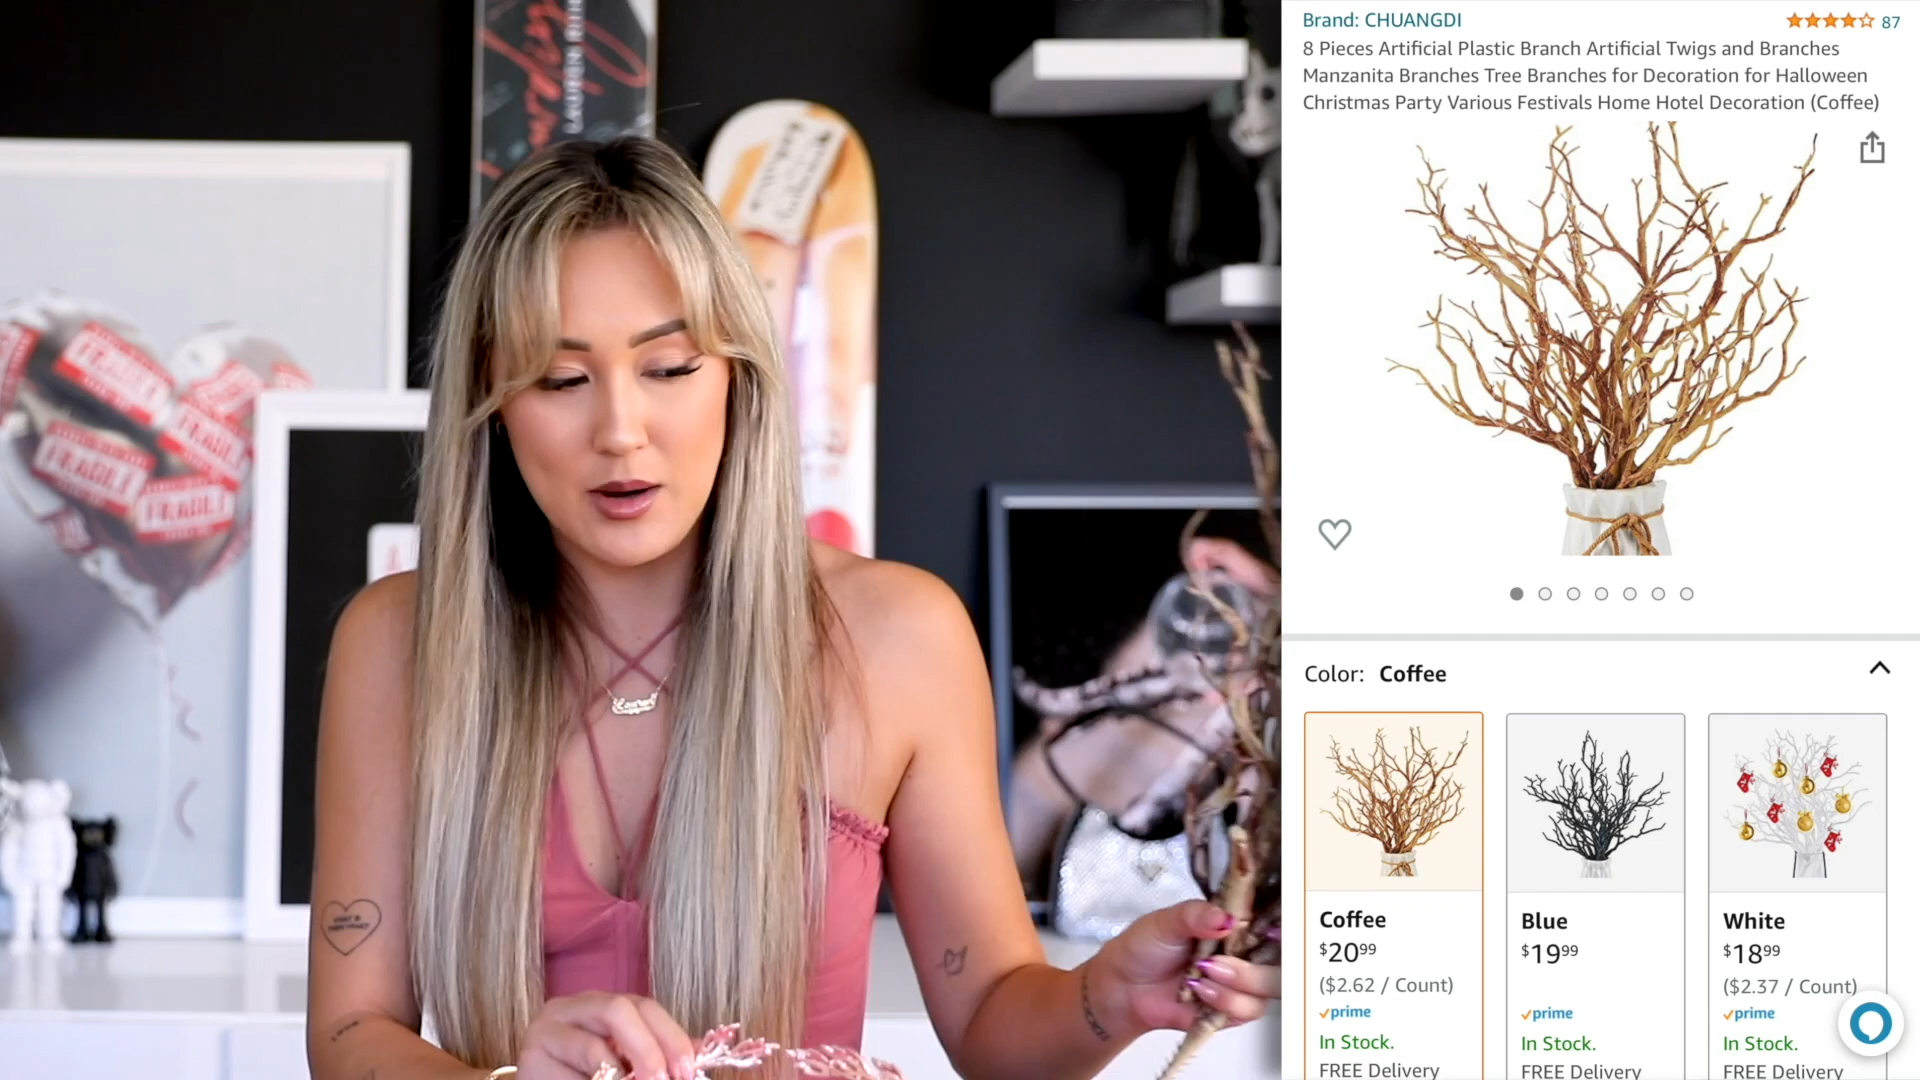 Brand: CHUANGDI
87
8 Pieces Artificial Plastic Branch Artificial Twigs and Branches
Manzanita Branches Tree Branches for Decoration for Halloween
Christmas Party Various Festivals Home Hotel Decoration (Coffee)
Color: Coffee
Coffee
$20.99
($2.62 / Count)
prime
In Stock.
FREE Delivery
Blue
$19.99
prime
In Stock.
FREE Delivery
White
$18.99
($2.37 / Count)
prime
In Stock.
FREE Delivery
FRAGILE
FRAGILE
FRAGILE
FRAGILE
Lauren